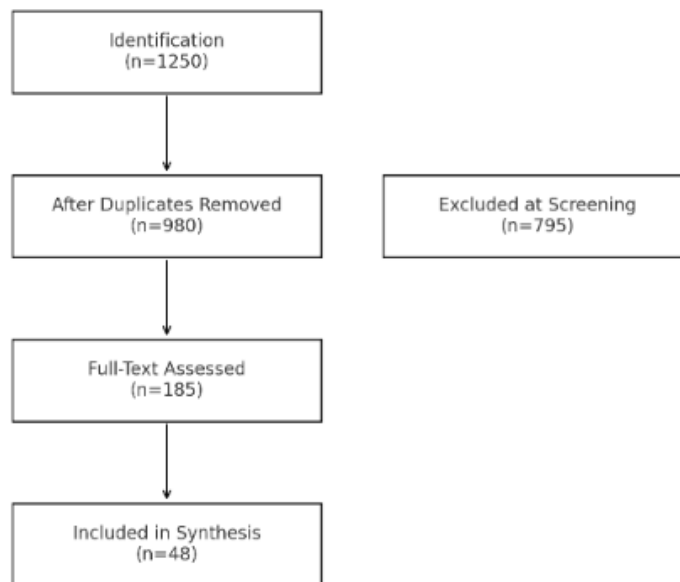 Identification
(n=1250)
After Duplicates Removed
(n=980)
Excluded at Screening
(n=795)
Full-Text Assessed
(n=185)
Included in Synthesis
(n=48)